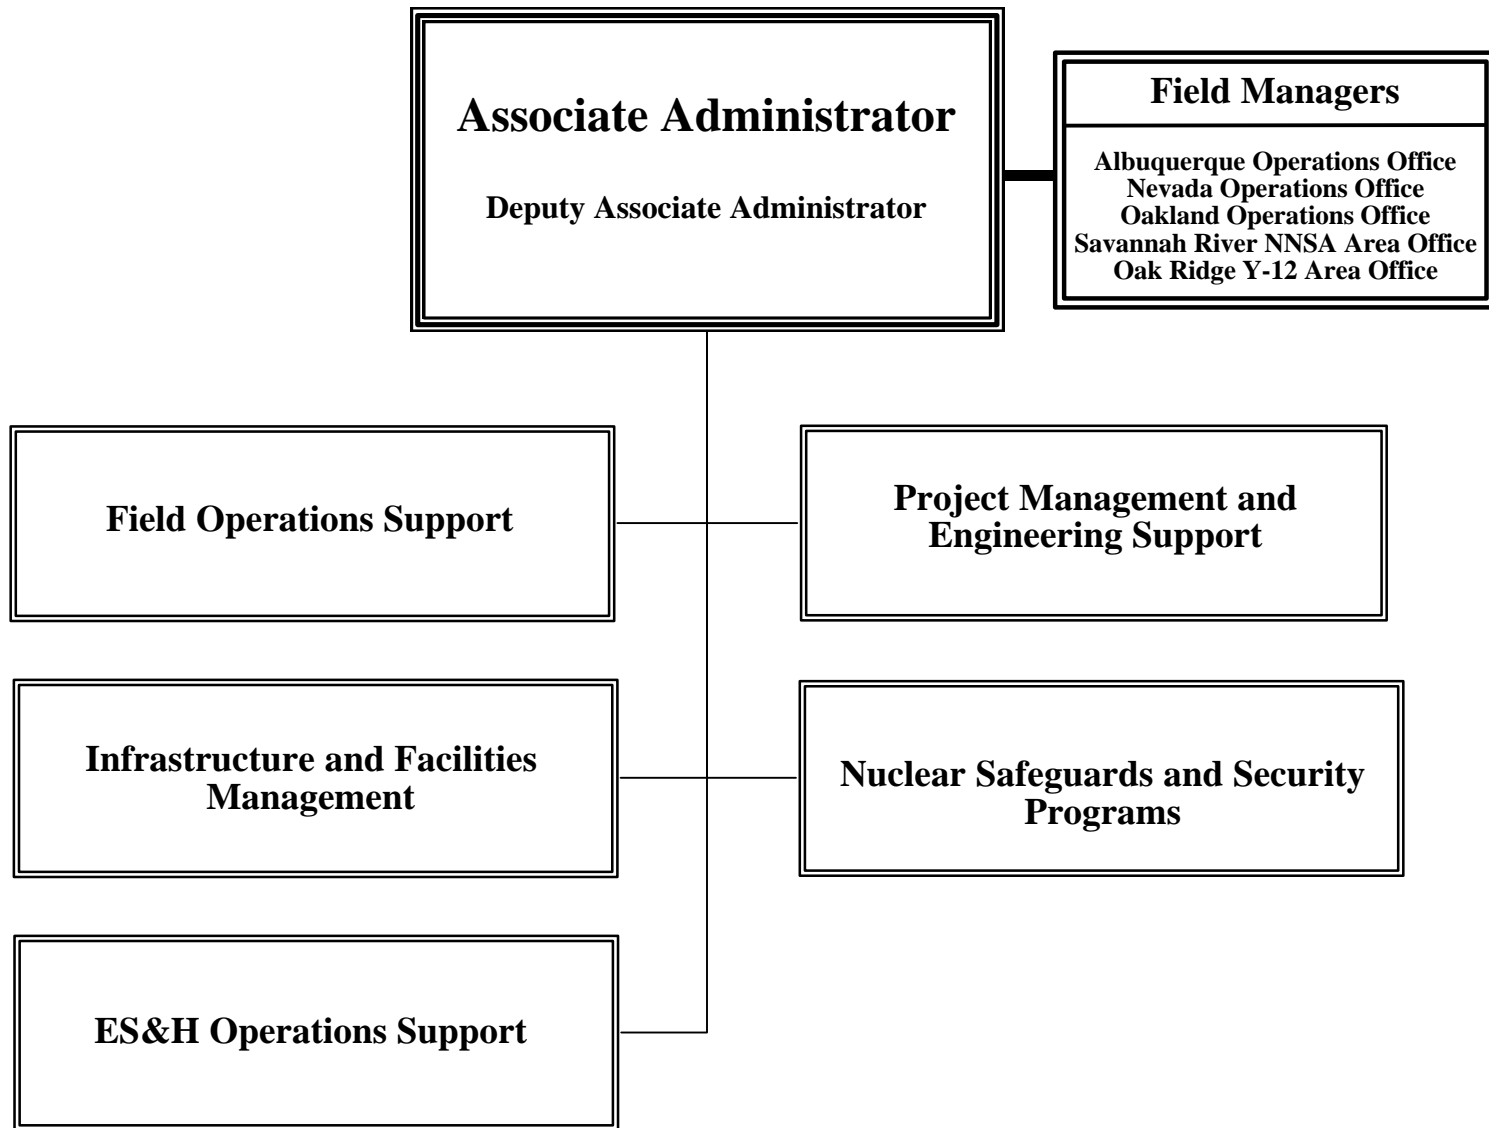 Associate Administrator
Deputy Associate Administrator
Field Managers
Albuquerque Operations Office
Nevada Operations Office
Oakland Operations Office
Savannah River NNSA Area Office
Oak Ridge Y-12 Area Office
Field Operations Support
Project Management and
Engineering Support
Infrastructure and Facilities
Management
Nuclear Safeguards and Security
Programs
ES&H Operations Support